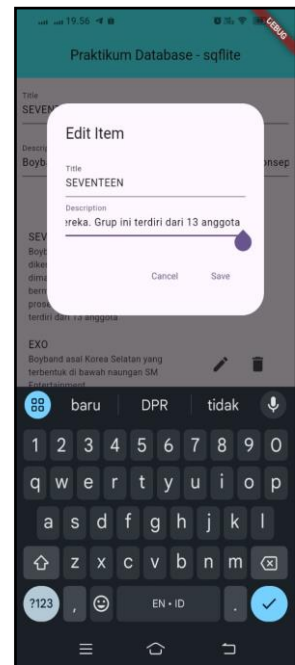 19.56
DEBUG
Praktikum Database - sqflite
Title
SEVEN
Descrip
Boyb
onsep
Edit Item
Title
SEVENTEEN
Description
ereka. Grup ini terdiri dari 13 anggota
Cancel Save
SEV
Boyb
diken
dima
bern
prose
terdiri dari 13 anggota
EXO
Boyband asal Korea Selatan yang
terbentuk di bawah naungan SM
Entertainment
baru DPR tidak
1 2 3 4 5 6 7 8 9 0
q w e r t y u i o p
a s d f g h j k l
z x c v b n m
?123 , EN • ID .